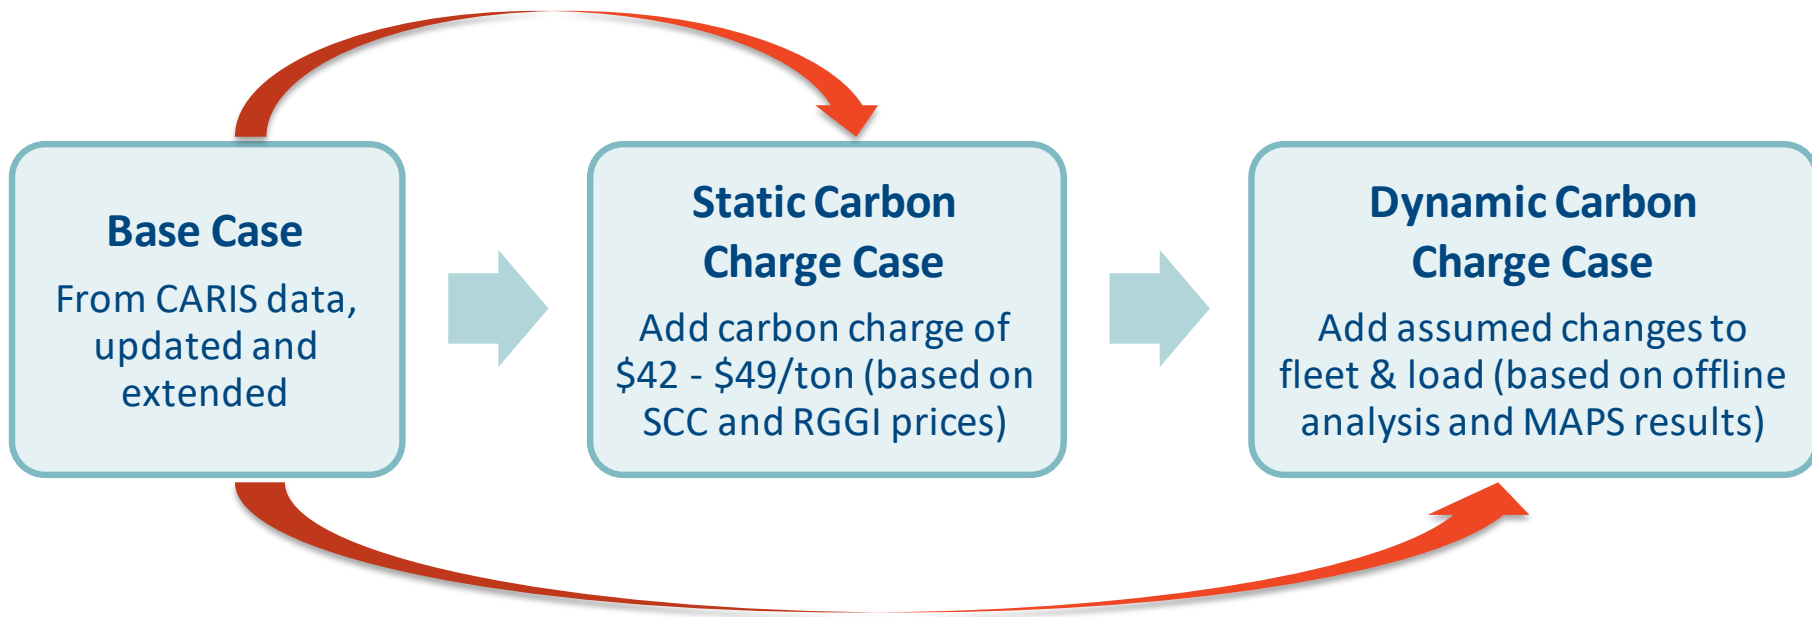 Base Case
From CARIS data,
updated and
extended
Static Carbon
Charge Case
Add carbon charge of
$42 - $49/ton (based on
SCC and RGGI prices)
Dynamic Carbon
Charge Case
Add assumed changes to
fleet & load (based on offline
analysis and MAPS results)